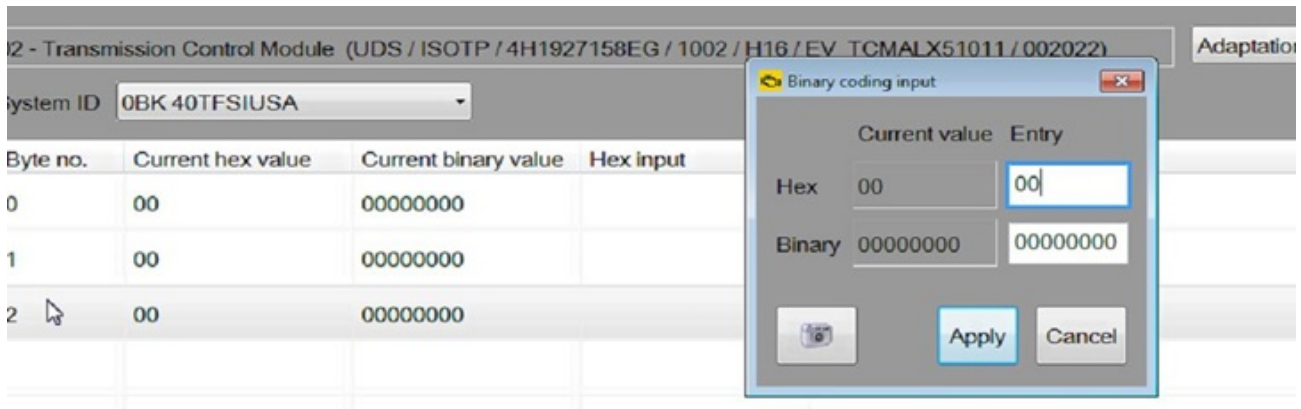 02 - Transmission Control Module (UDS / ISOTP / 4H1927158EG / 1002 / H16 / EV_TCMALX51011 / 002022) Adaptation
System ID 0BK 40TFSIUSA
Byte no. Current hex value Current binary value Hex input
0 00 00000000
1 00 00000000
2 00 00000000
Binary coding input
Current value Entry
Hex 00 00
Binary 00000000 00000000
Apply Cancel